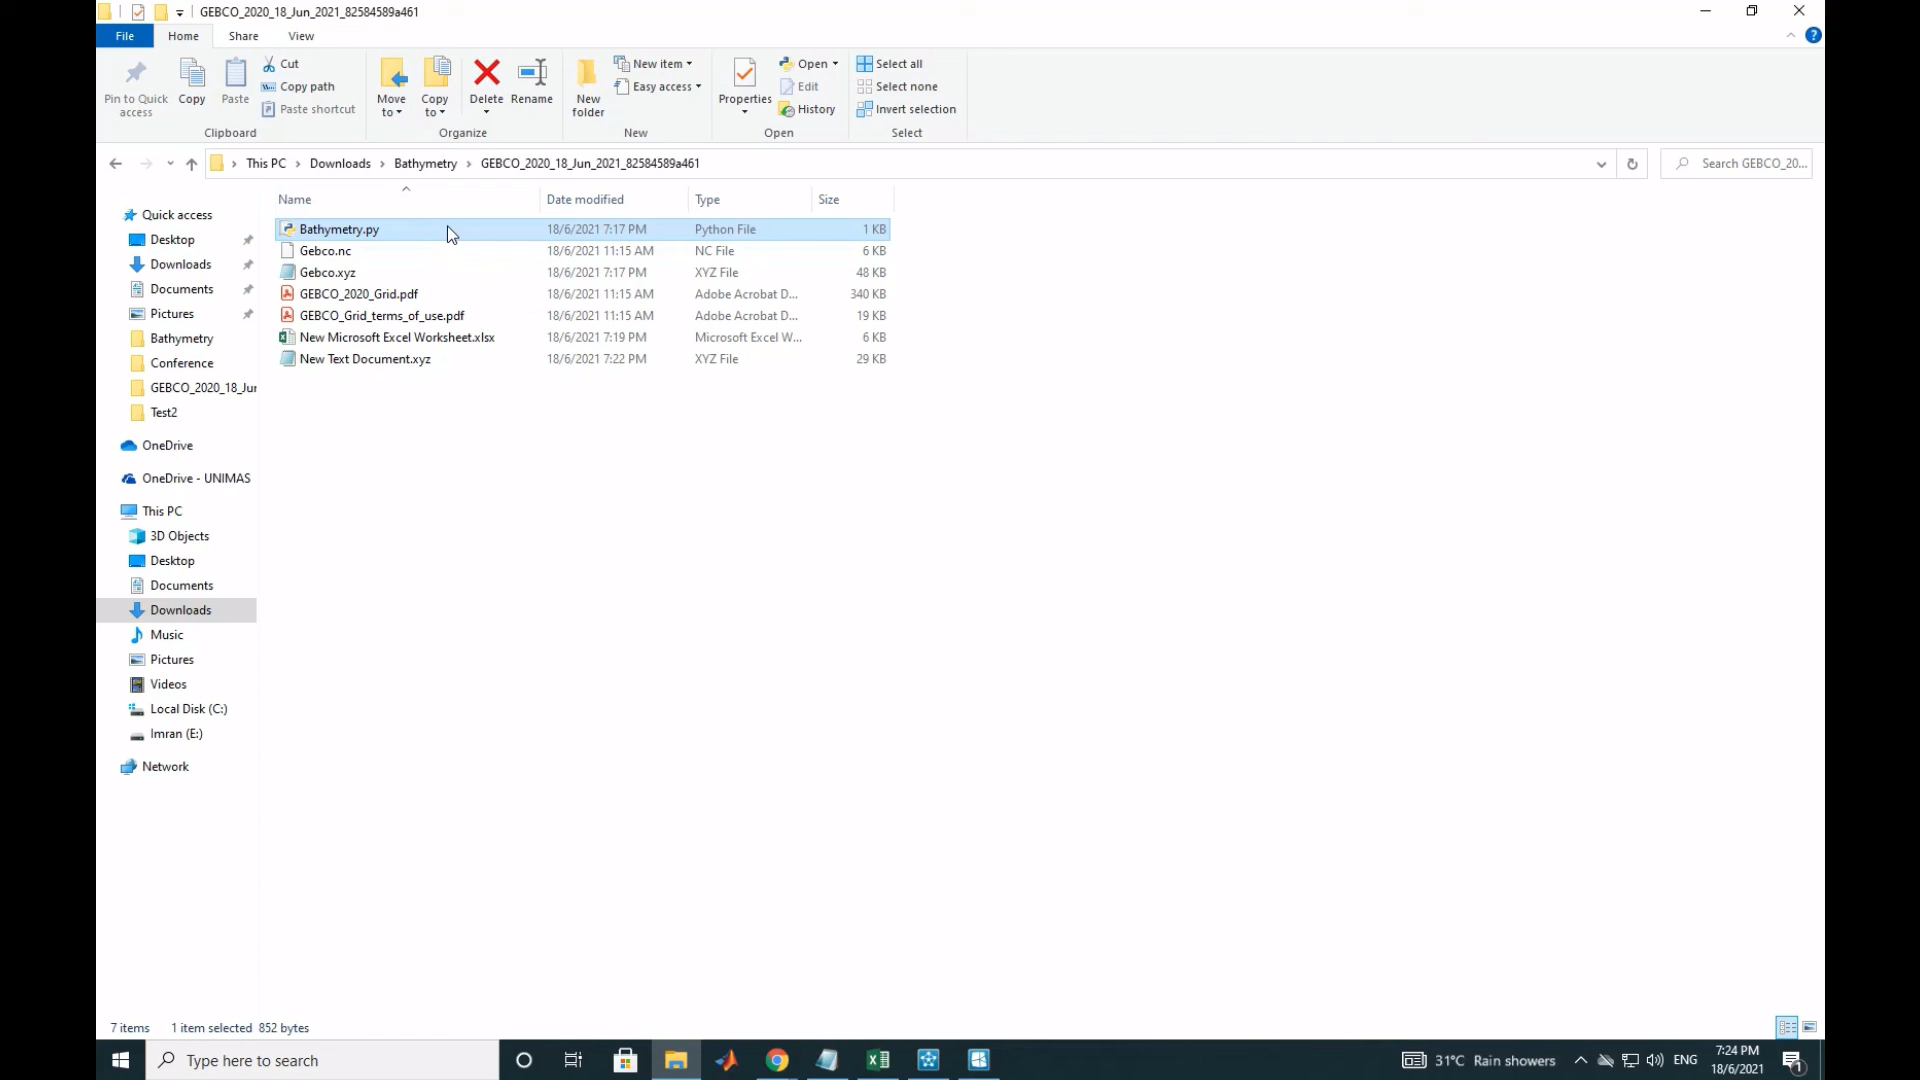 GEBCO_2020_18_Jun_2021_82584589a461
File Home Share View
Pin to Quick access
Copy
Paste
Cut
Copy path
Paste shortcut
Clipboard
Move to
Copy to
Delete
Rename
Organize
New folder
New item
Easy access
New
Properties
Open
Edit
History
Open
Select all
Select none
Invert selection
Select
This PC > Downloads > Bathymetry > GEBCO_2020_18_Jun_2021_82584589a461
Search GEBCO_20...
Name Date modified Type Size
Bathymetry.py 18/6/2021 7:17 PM Python File 1 KB
Gebco.nc 18/6/2021 11:15 AM NC File 6 KB
Gebco.xyz 18/6/2021 7:17 PM XYZ File 48 KB
GEBCO_2020_Grid.pdf 18/6/2021 11:15 AM Adobe Acrobat D... 340 KB
GEBCO_Grid_terms_of_use.pdf 18/6/2021 11:15 AM Adobe Acrobat D... 19 KB
New Microsoft Excel Worksheet.xlsx 18/6/2021 7:19 PM Microsoft Excel W... 6 KB
New Text Document.xyz 18/6/2021 7:22 PM XYZ File 29 KB
Quick access
Desktop
Downloads
Documents
Pictures
Bathymetry
Conference
GEBCO_2020_18_Jur
Test2
OneDrive
OneDrive - UNIMAS
This PC
3D Objects
Desktop
Documents
Downloads
Music
Pictures
Videos
Local Disk (C:)
Imran (E:)
Network
7 items 1 item selected 852 bytes
Type here to search
31°C Rain showers
ENG
7:24 PM
18/6/2021
1